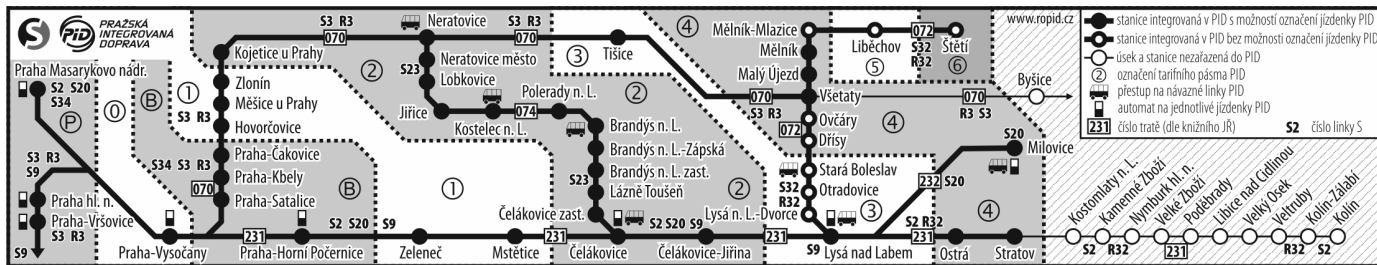 S PID PRAŽSKÁ
INTEGROVANÁ
DOPRAVA
Praha Masarykovo nádr.
S2 S20
S34
P
0
B
1
S3 R3
S9
Praha hl. n.
Praha-Vršovice
S3 R3
S9
Praha-Vysočany
S3 R3
070
Kojetice u Prahy
Zlonín
Měšice u Prahy
S3 R3
Hovorčovice
S34 S3 R3
Praha-Čakovice
Praha-Kbely
070
Praha-Satalice
B
231
S2 S20 S9
Praha-Horní Počernice
1
Zeleneč
Mstětice
231
2
Neratovice
S23
Neratovice město
Lobkovice
Jiřice
Kostelec n. L.
074
Polerady n. L.
2
Brandýs n. L.
Brandýs n. L.-Zápská
Brandýs n. L. zast.
S23
Lázně Toušeň
Čelákovice zast.
Čelákovice
S2 S20 S9
Čelákovice-Jiřina
2
231
S3 R3
070
3
Tišice
4
Mělník-Mlazice
Mělník
Malý Újezd
070
S3 R3
Všetaty
072
Ovčáry
Dřísy
Stará Boleslav
S32
Otradovice
R32
Lysá n. L.-Dvorce
S9
Lysá nad Labem
3
Liběchov
072
S32
R32
Štětí
5
6
4
070
R3 S3
Byšice
S20
Milovice
232 S20
S2 R32
231
4
Ostrá
Stratov
Kostomlaty n. L.
Kamenné Zboží
Nymburk hl. n.
Velké Zboží
Poděbrady
Libice nad Cidlinou
Velký Osek
Veltruby
Kolín-Zálabí
Kolín
S2
R32
231
R32
S2
www.ropid.cz
stanice integrovaná v PID s možností označení jízdenky PID
stanice integrovaná v PID bez možnosti označení jízdenky PID
úsek a stanice nezařazená do PID
2 označení tarifního pásma PID
přestup na návazné linky PID
automat na jednotlivé jízdenky PID
231 číslo tratě (dle knižního JŘ) S2 číslo linky S